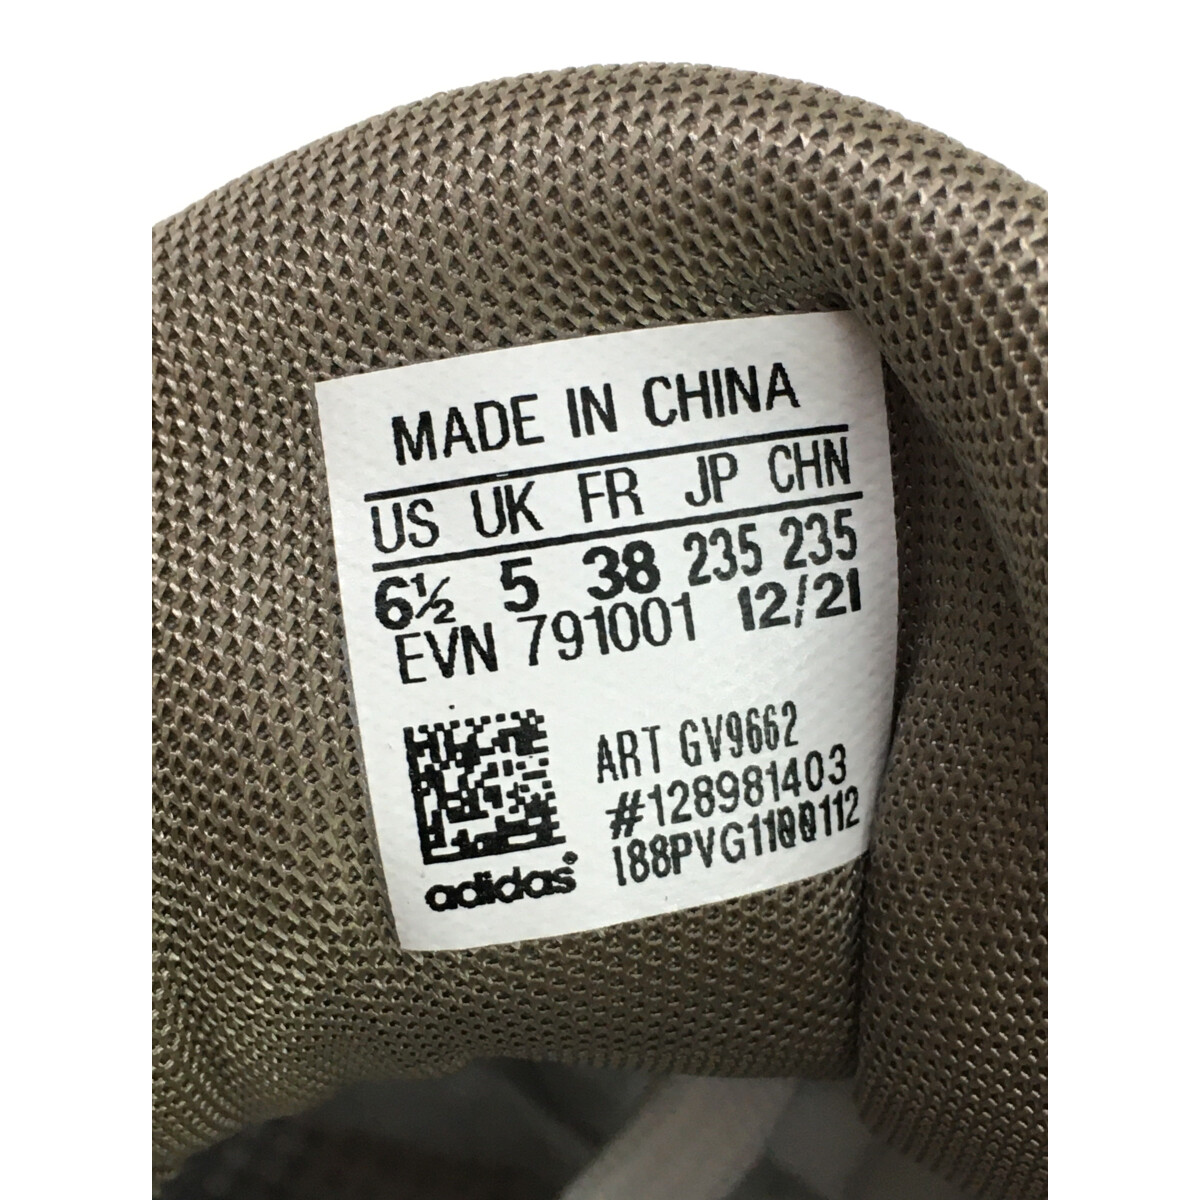 MADE IN CHINA
US UK FR JP CHN
6½ 5 38 235 235
EVN 791001 12/21
ART GV9662
#128981403
adidas